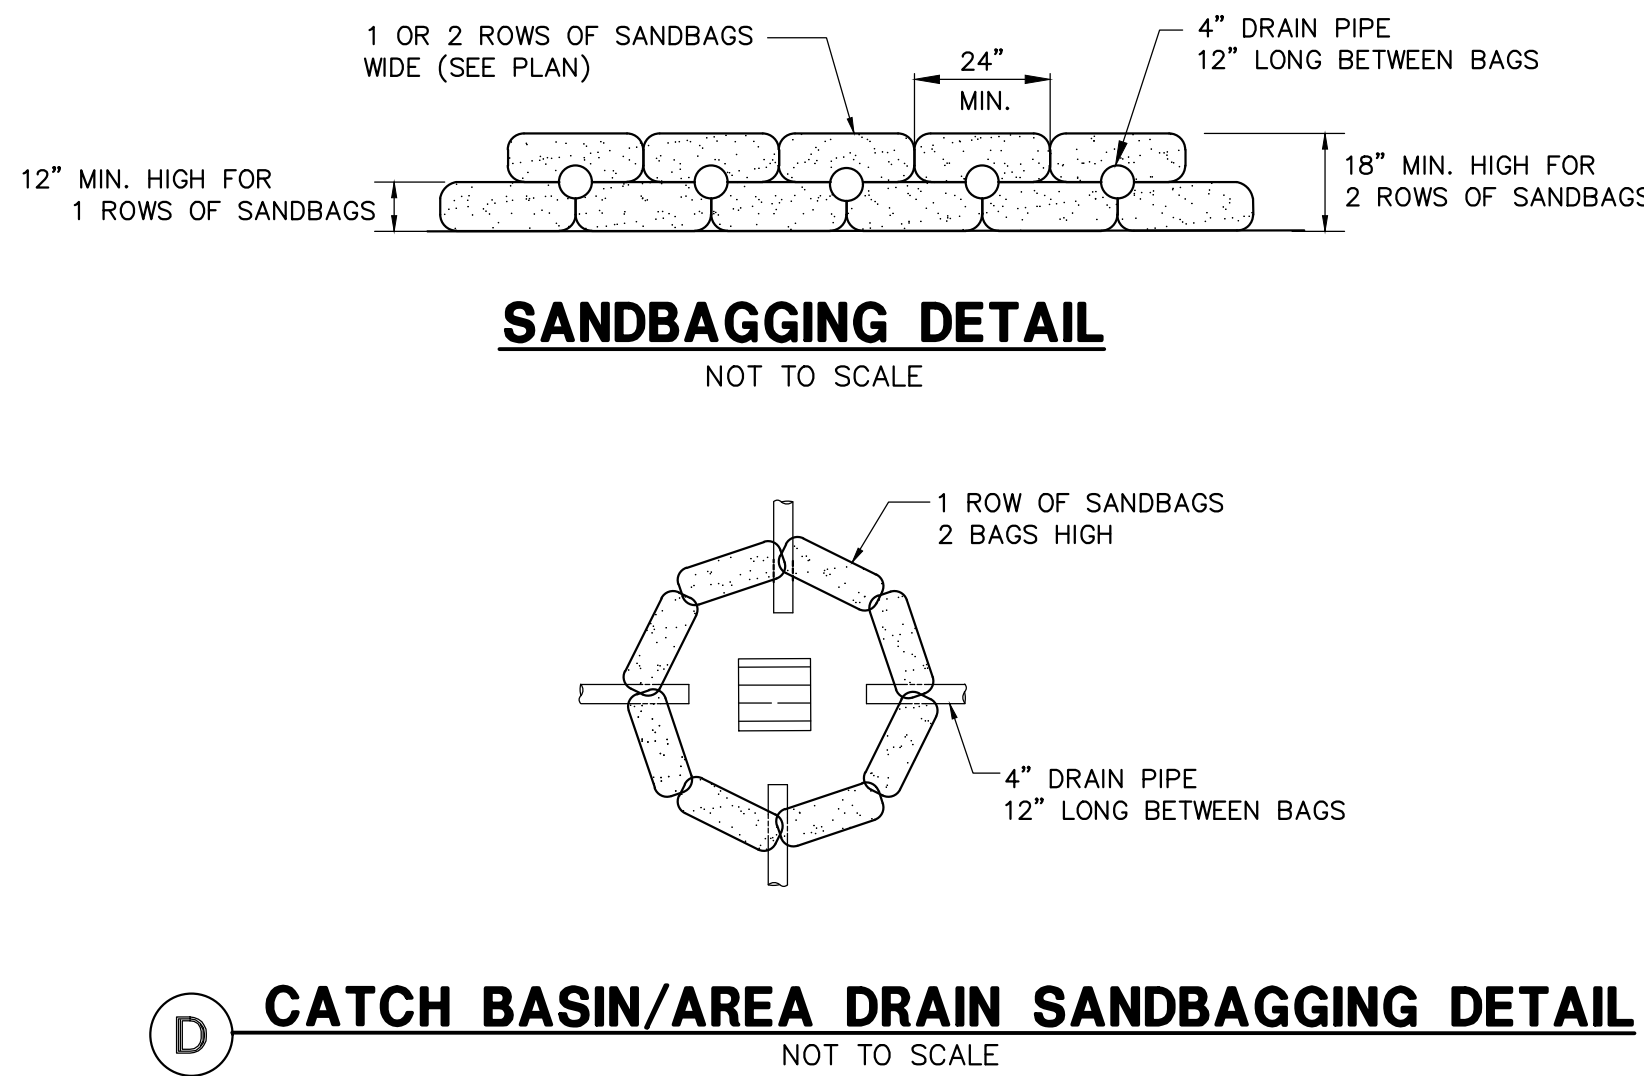 1 OR 2 ROWS OF SANDBAGS
WIDE (SEE PLAN)
24”
MIN.
4” DRAIN PIPE
12” LONG BETWEEN BAGS
12” MIN. HIGH FOR
1 ROWS OF SANDBAGS
18” MIN. HIGH FOR
2 ROWS OF SANDBAGS
SANDBAGGING DETAIL
NOT TO SCALE
1 ROW OF SANDBAGS
2 BAGS HIGH
4” DRAIN PIPE
12” LONG BETWEEN BAGS
D
CATCH BASIN/AREA DRAIN SANDBAGGING DETAIL
NOT TO SCALE